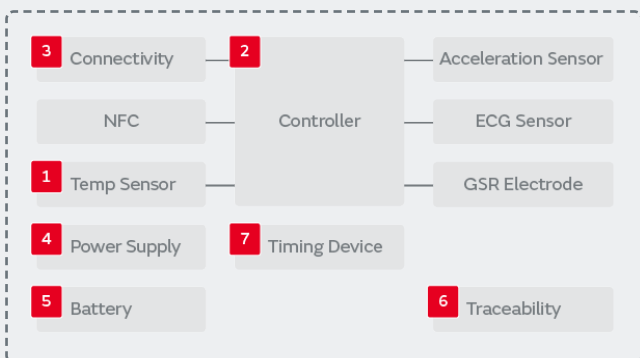 3 Connectivity
2
Controller
Acceleration Sensor
NFC
ECG Sensor
1 Temp Sensor
GSR Electrode
4 Power Supply
7 Timing Device
5 Battery
6 Traceability